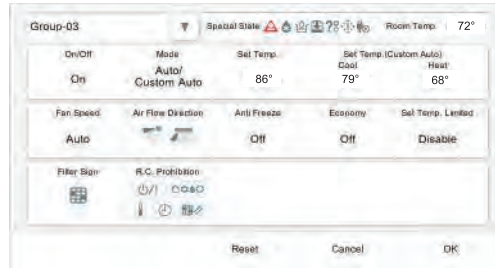 Group-03 ▼ Special State Room Temp. 72°
On/Off Mode Set Temp. Set Temp.(Custom Auto)
Cool Heat
On Auto/ Custom Auto 86° 79° 68°
Fan Speed Air Flow Direction Anti Freeze Economy Set Temp. Limited
Auto Off Off Disable
Filter Sign R.C. Prohibition
Reset Cancel OK